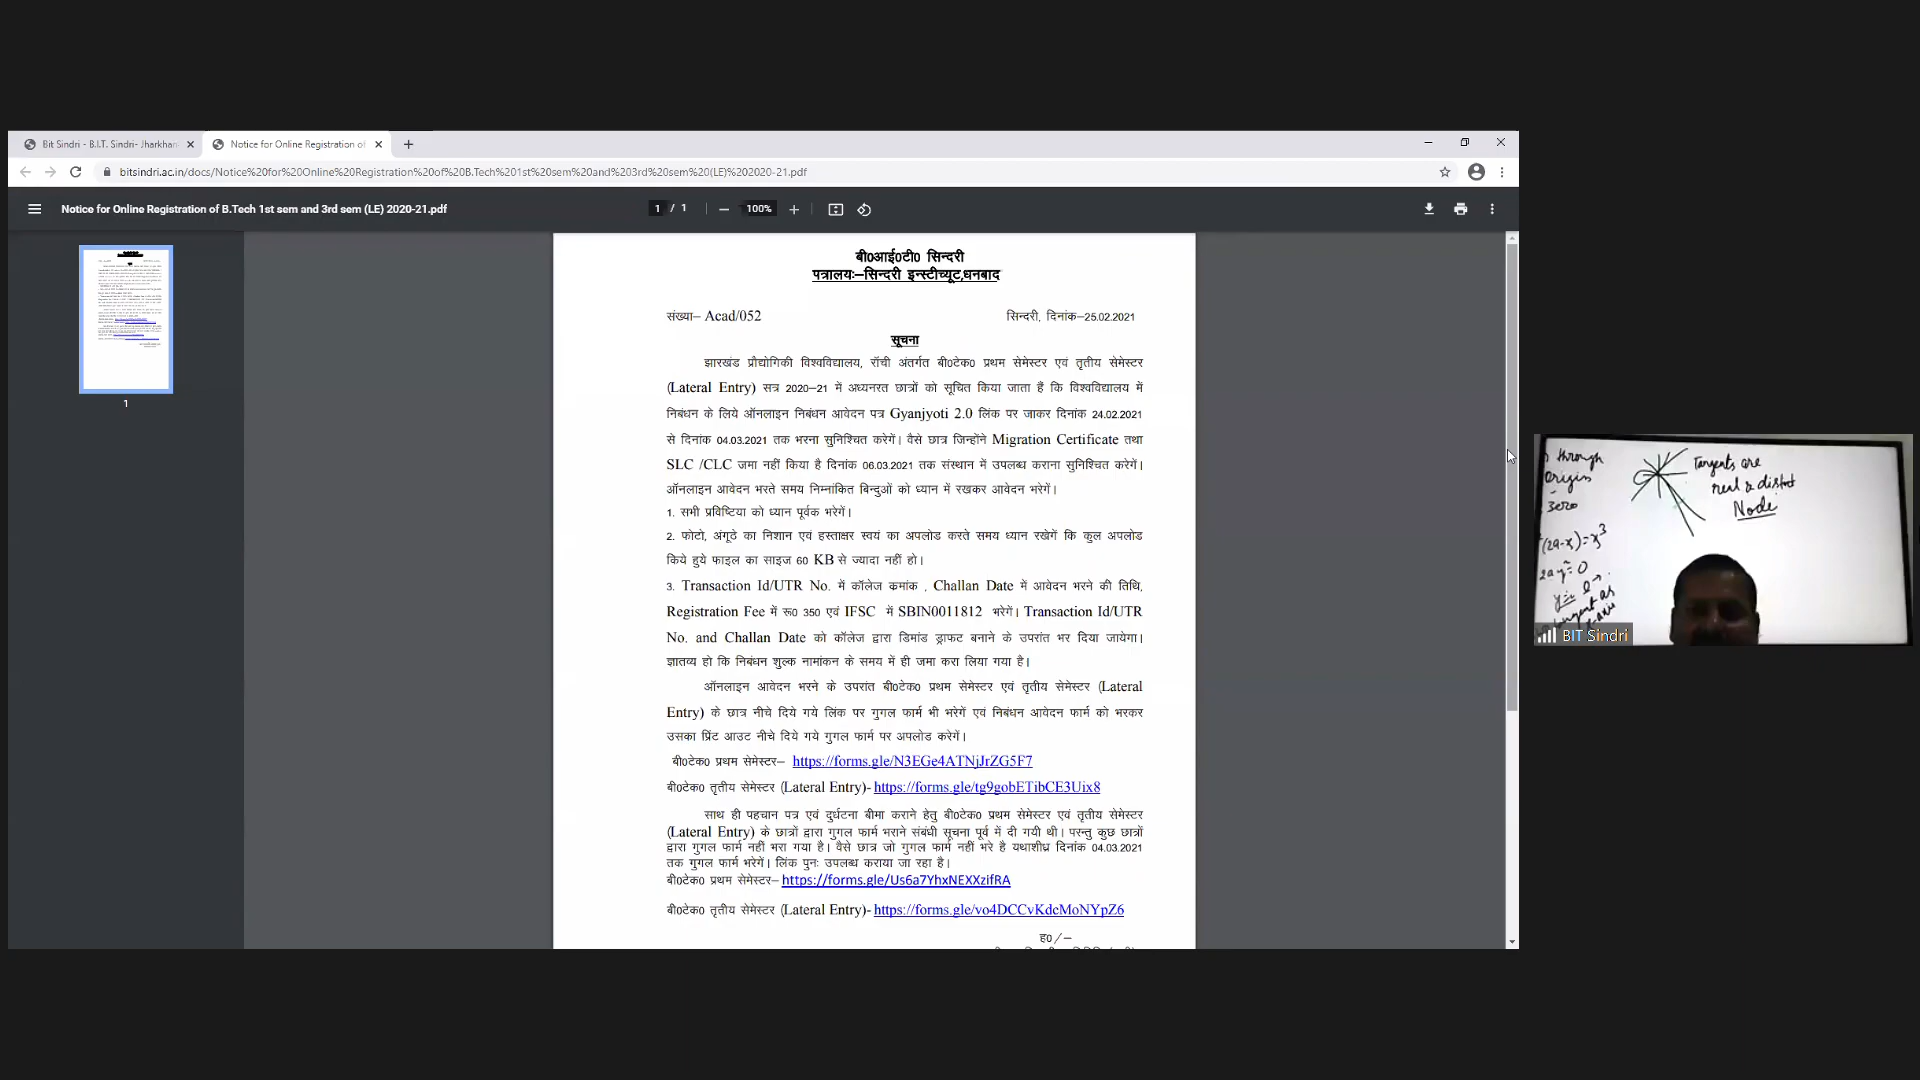 Bit Sindri - B.I.T. Sindri- Jharkhan
Notice for Online Registration of
bitsindri.ac.in/docs/Notice%20for%20Online%20Registration%20of%20B.Tech%201st%20sem%20and%203rd%20sem%20(LE)%202020-21.pdf
Notice for Online Registration of B.Tech 1st sem and 3rd sem (LE) 2020-21.pdf
1 / 1
100%
1
बी0आई0टी0 सिन्दरी
पत्रालयः–सिन्दरी इन्स्टीच्यूट,धनबाद
संख्या– Acad/052
सिन्दरी, दिनांक–25.02.2021
सूचना
झारखंड प्रौद्योगिकी विश्वविद्यालय, राँची अंतर्गत बी0टेक0 प्रथम सेमेस्टर एवं तृतीय सेमेस्टर
(Lateral Entry) सत्र 2020–21 में अध्यनरत छात्रों को सूचित किया जाता है कि विश्वविद्यालय में
निबंधन के लिये ऑनलाइन निबंधन आवेदन पत्र Gyanjyoti 2.0 लिंक पर जाकर दिनांक 24.02.2021
से दिनांक 04.03.2021 तक भरना सुनिश्चित करेगें। वैसे छात्र जिन्होंने Migration Certificate तथा
SLC /CLC जमा नहीं किया है दिनांक 06.03.2021 तक संस्थान में उपलब्ध कराना सुनिश्चित करेगें।
ऑनलाइन आवेदन भरते समय निम्नांकित बिन्दुओं को ध्यान में रखकर आवेदन भरेगें।
1. सभी प्रविष्टिया को ध्यान पूर्वक भरेगें।
2. फोटो, अंगूठे का निशान एवं हस्ताक्षर स्वयं का अपलोड करते समय ध्यान रखेगें कि कुल अपलोड
किये हुये फाइल का साइज 60 KB से ज्यादा नहीं हो।
3. Transaction Id/UTR No. में कॉलेज कमांक , Challan Date में आवेदन भरने की तिथि,
Registration Fee में रू0 350 एवं IFSC में SBIN0011812 भरेगें। Transaction Id/UTR
No. and Challan Date को कॉलेज द्वारा डिमांड ड्राफट बनाने के उपरांत भर दिया जायेगा।
ज्ञातव्य हो कि निबंधन शुल्क नामांकन के समय में ही जमा करा लिया गया है।
ऑनलाइन आवेदन भरने के उपरांत बी0टेक0 प्रथम सेमेस्टर एवं तृतीय सेमेस्टर (Lateral
Entry) के छात्र नीचे दिये गये लिंक पर गुगल फार्म भी भरेगें एवं निबंधन आवेदन फार्म को भरकर
उसका प्रिंट आउट नीचे दिये गये गुगल फार्म पर अपलोड करेगें।
बी0टेक0 प्रथम सेमेस्टर– https://forms.gle/N3EGe4ATNjJrZG5F7
बी0टेक0 तृतीय सेमेस्टर (Lateral Entry)- https://forms.gle/tg9gobETibCE3Uix8
साथ ही पहचान पत्र एवं दुर्धटना बीमा कराने हेतु बी0टेक0 प्रथम सेमेस्टर एवं तृतीय सेमेस्टर
(Lateral Entry) के छात्रों द्वारा गुगल फार्म भराने संबंधी सूचना पूर्व में दी गयी थी। परन्तु कुछ छात्रों
द्वारा गुगल फार्म नहीं भरा गया है। वैसे छात्र जो गुगल फार्म नहीं भरे है यथाशीध्र दिनांक 04.03.2021
तक गुगल फार्म भरेगें। लिंक पुनः उपलब्ध कराया जा रहा है।
बी0टेक0 प्रथम सेमेस्टर– https://forms.gle/Us6a7YhxNEXXzifRA
बी0टेक0 तृतीय सेमेस्टर (Lateral Entry)- https://forms.gle/vo4DCCvKdcMoNYpZ6
ह0/–
through
origin
zero
(2a-x)=x³
Tangents are
real & distnct
Node
tangent as
x-axis
BIT Sindri